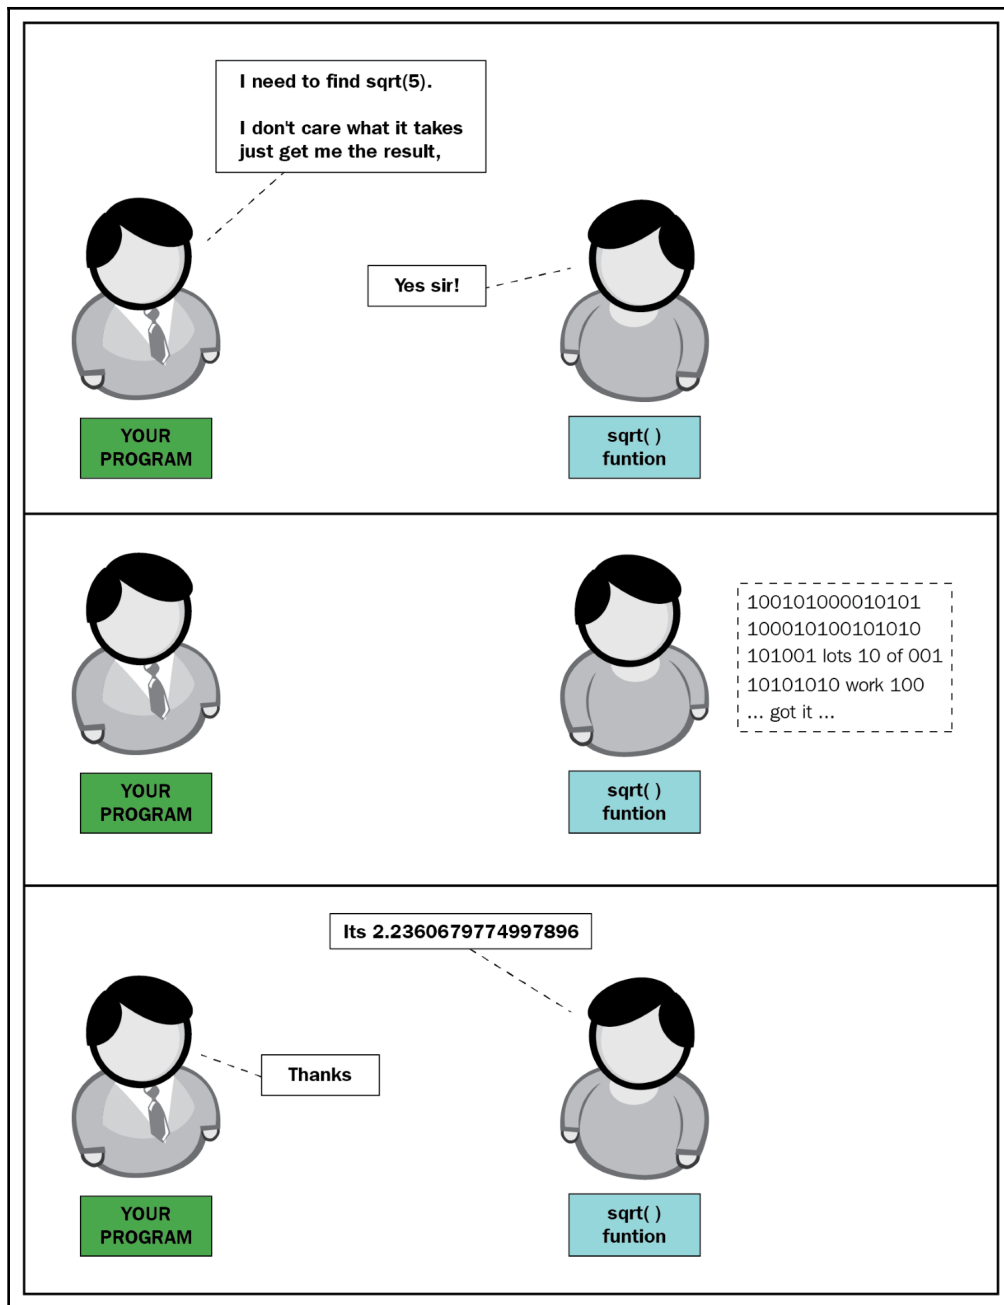 I need to find sqrt(5).
I don't care what it takes
just get me the result,
Yes sir!
YOUR
PROGRAM
sqrt( )
funtion
100101000010101
100010100101010
101001 lots 10 of 001
10101010 work 100
... got it ...
YOUR
PROGRAM
sqrt( )
funtion
Its 2.2360679774997896
Thanks
YOUR
PROGRAM
sqrt( )
funtion